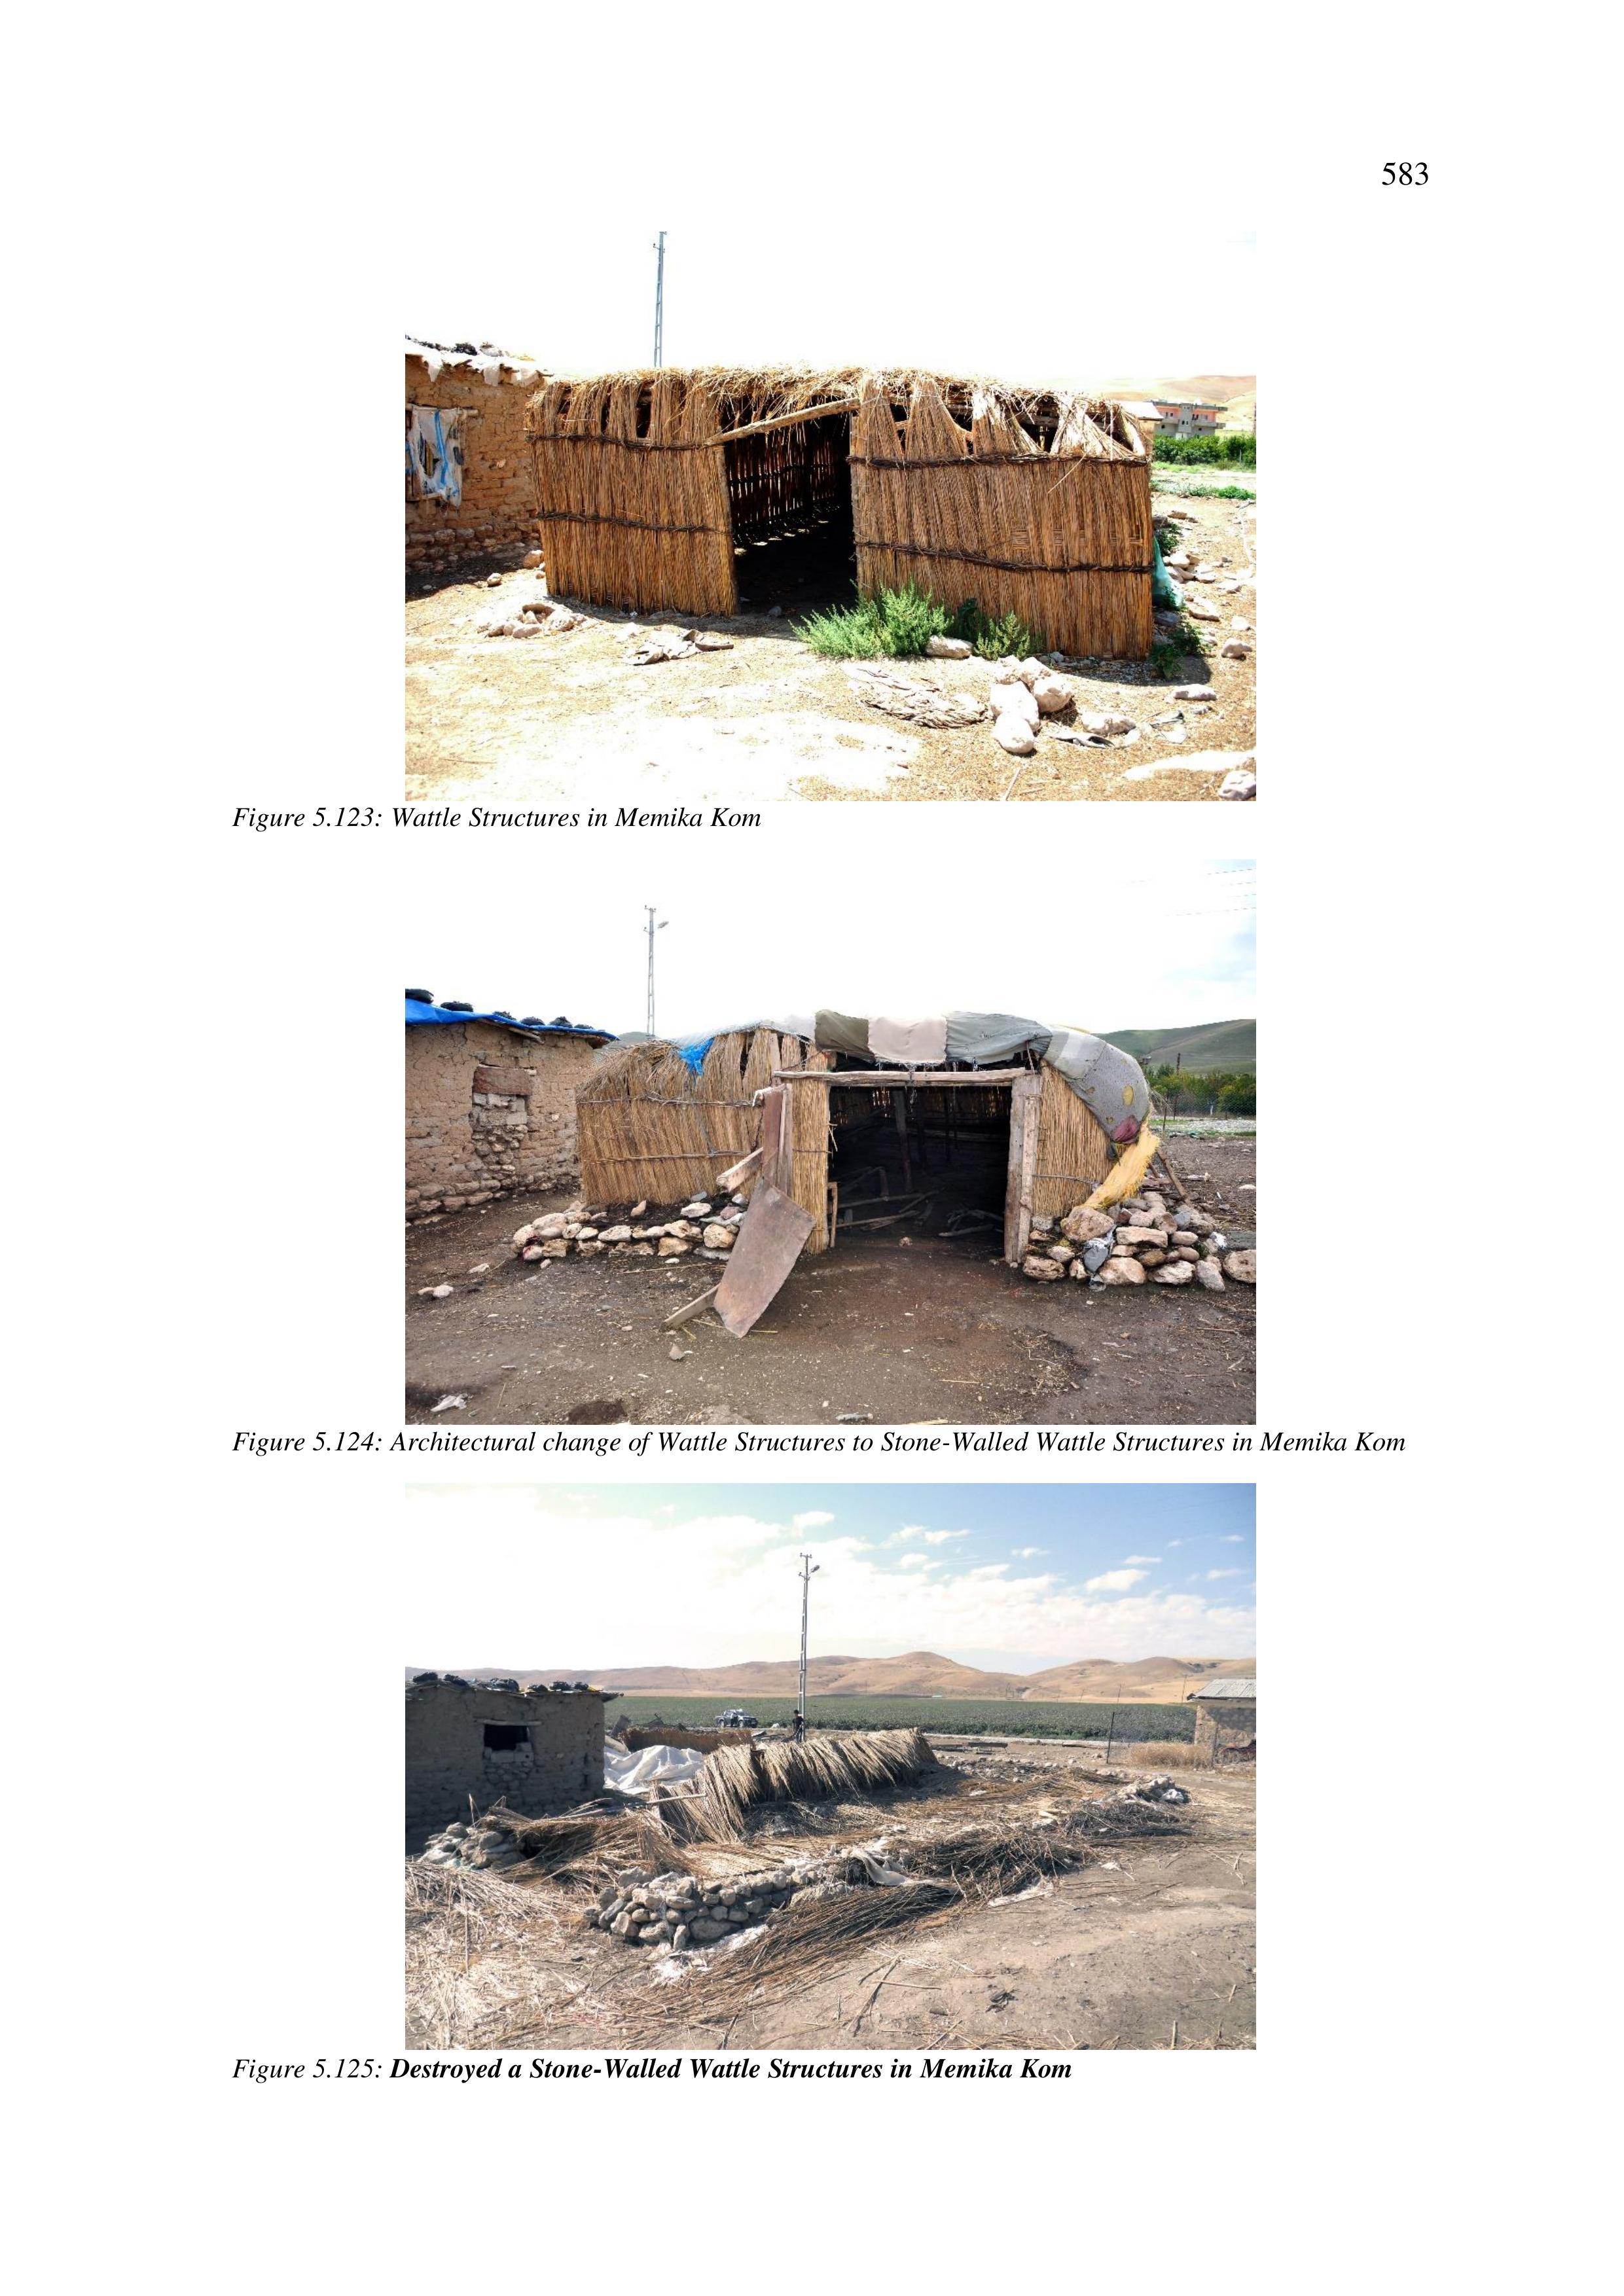 583
Figure 5.123: Wattle Structures in Memika Kom
Figure 5.124: Architectural change of Wattle Structures to Stone-Walled Wattle Structures in Memika Kom
Figure 5.125: Destroyed a Stone-Walled Wattle Structures in Memika Kom